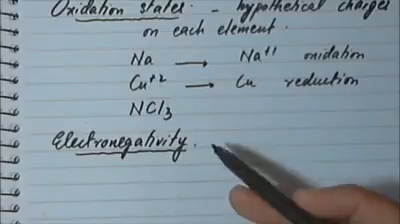 Oxidation states - hypothetical charges
on each element.
Na → Na⁺¹ oxidation
Cu⁺² → Cu reduction
NCl₃
Electronegativity.